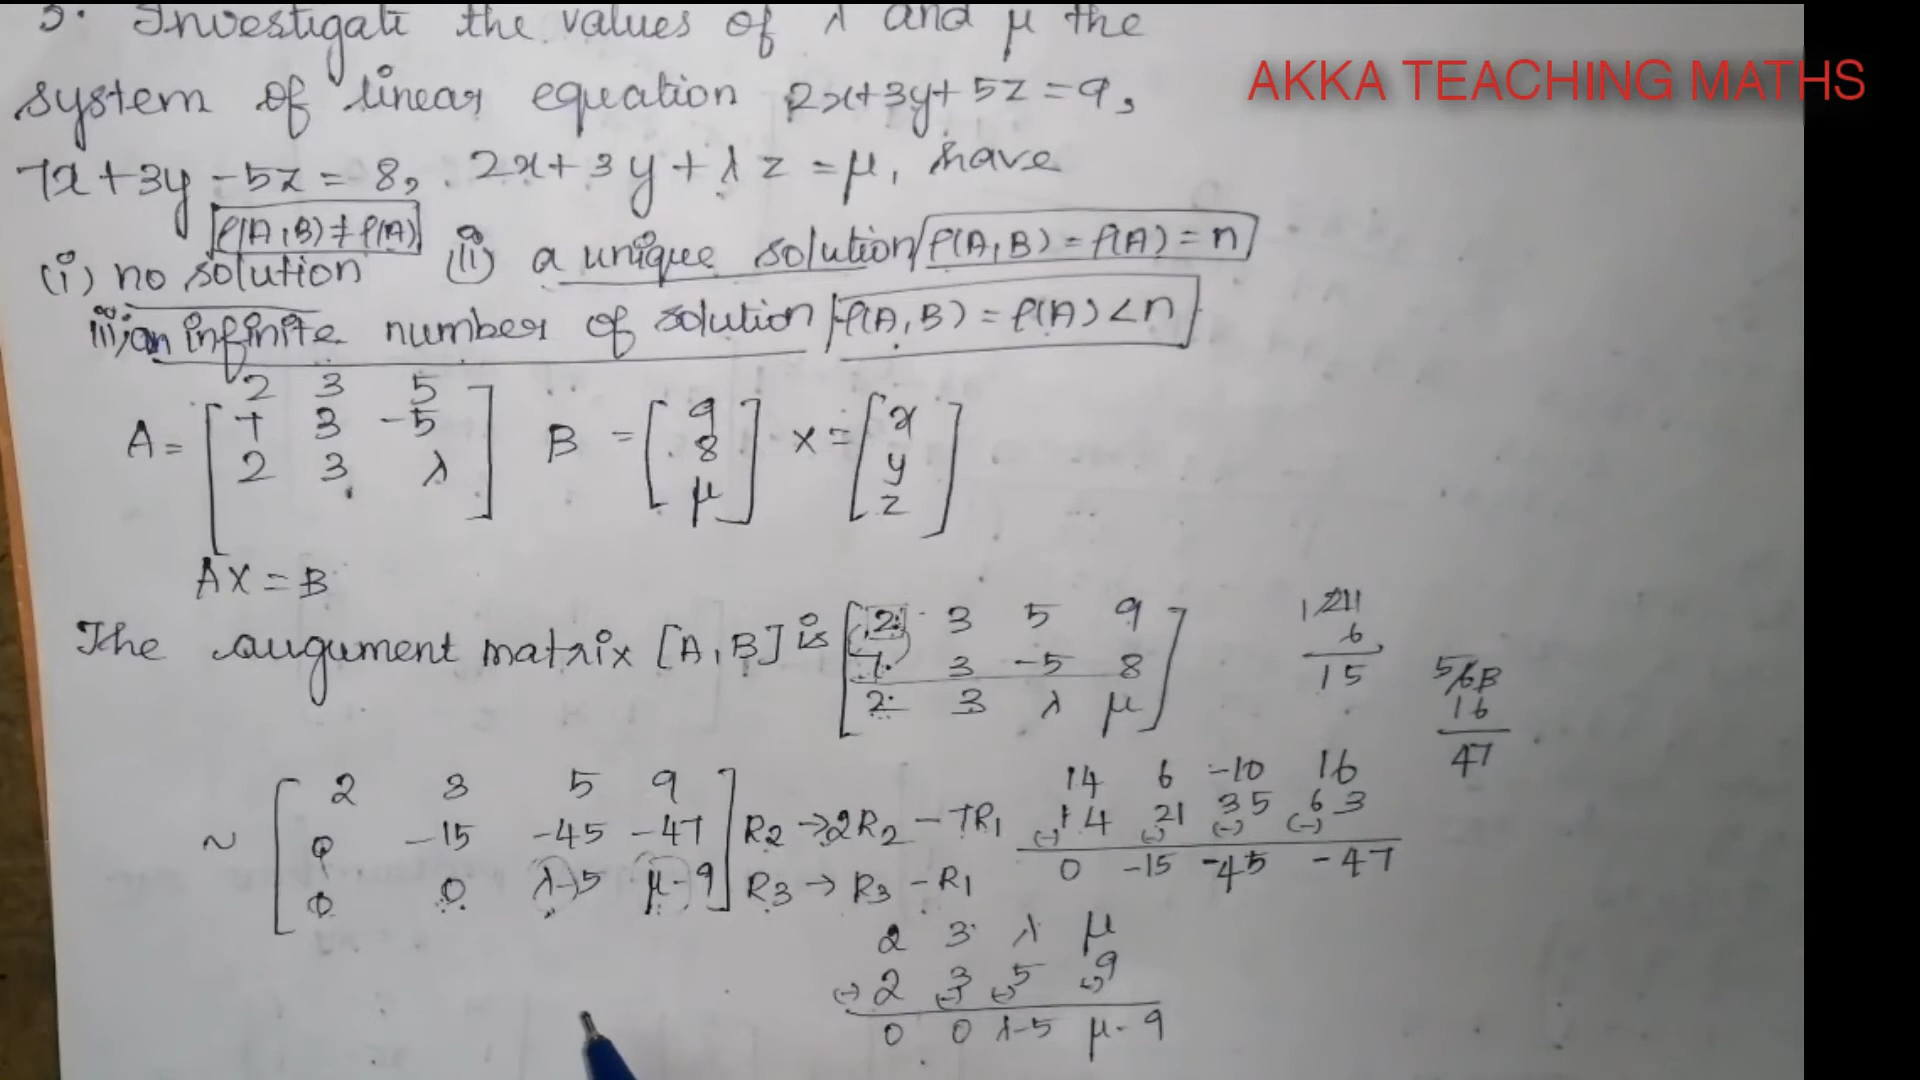 3. Investigate the values of λ and μ the
AKKA TEACHING MATHS
system of linear equation 2x+3y+5z=9,
7x+3y-5z=8, 2x+3y+λz=μ, have
ρ(A,B)≠ρ(A)
(i) no solution (ii) a unique solution ρ(A,B)=ρ(A)=n
iii) an infinite number of solution ρ(A,B)=ρ(A)<n
A = [2 3 5
7 3 -5
2 3 λ] B = [9 8 μ] X = [x y z]
AX = B
The augument matrix [A,B] is [2 3 5 9
7 3 -5 8
2 3 λ μ]
6
15
16
47
~ [2 3 5 9
0 -15 -45 -47 R2→2R2-7R1
0 0 λ-5 μ-9] R3→R3-R1
14 6 -10 16
(-)14 (-)21 (-)35 (-)63
0 -15 -45 -47
2 3 λ μ
(-)2 (-)3 (-)5 (-)9
0 0 λ-5 μ-9